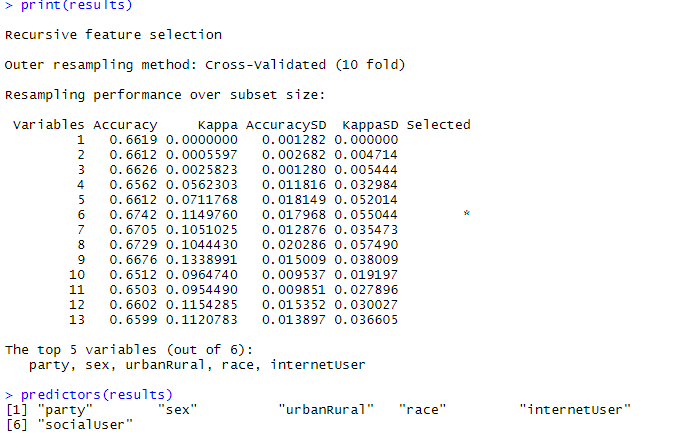 > print(results)
Recursive feature selection
Outer resampling method: Cross-Validated (10 fold)
Resampling performance over subset size:
Variables Accuracy Kappa AccuracySD KappaSD Selected
1 0.6619 0.0000000 0.001282 0.000000
2 0.6612 0.0005597 0.002682 0.004714
3 0.6626 0.0025823 0.001280 0.005444
4 0.6562 0.0562303 0.011816 0.032984
5 0.6612 0.0711768 0.018149 0.052014
6 0.6742 0.1149760 0.017968 0.055044 *
7 0.6705 0.1051025 0.012876 0.035473
8 0.6729 0.1044430 0.020286 0.057490
9 0.6676 0.1338991 0.015009 0.038009
10 0.6512 0.0964740 0.009537 0.019197
11 0.6503 0.0954490 0.009851 0.027896
12 0.6602 0.1154285 0.015352 0.030027
13 0.6599 0.1120783 0.013897 0.036605
The top 5 variables (out of 6):
party, sex, urbanRural, race, internetUser
> predictors(results)
[1] "party" "sex" "urbanRural" "race" "internetUser"
[6] "socialUser"